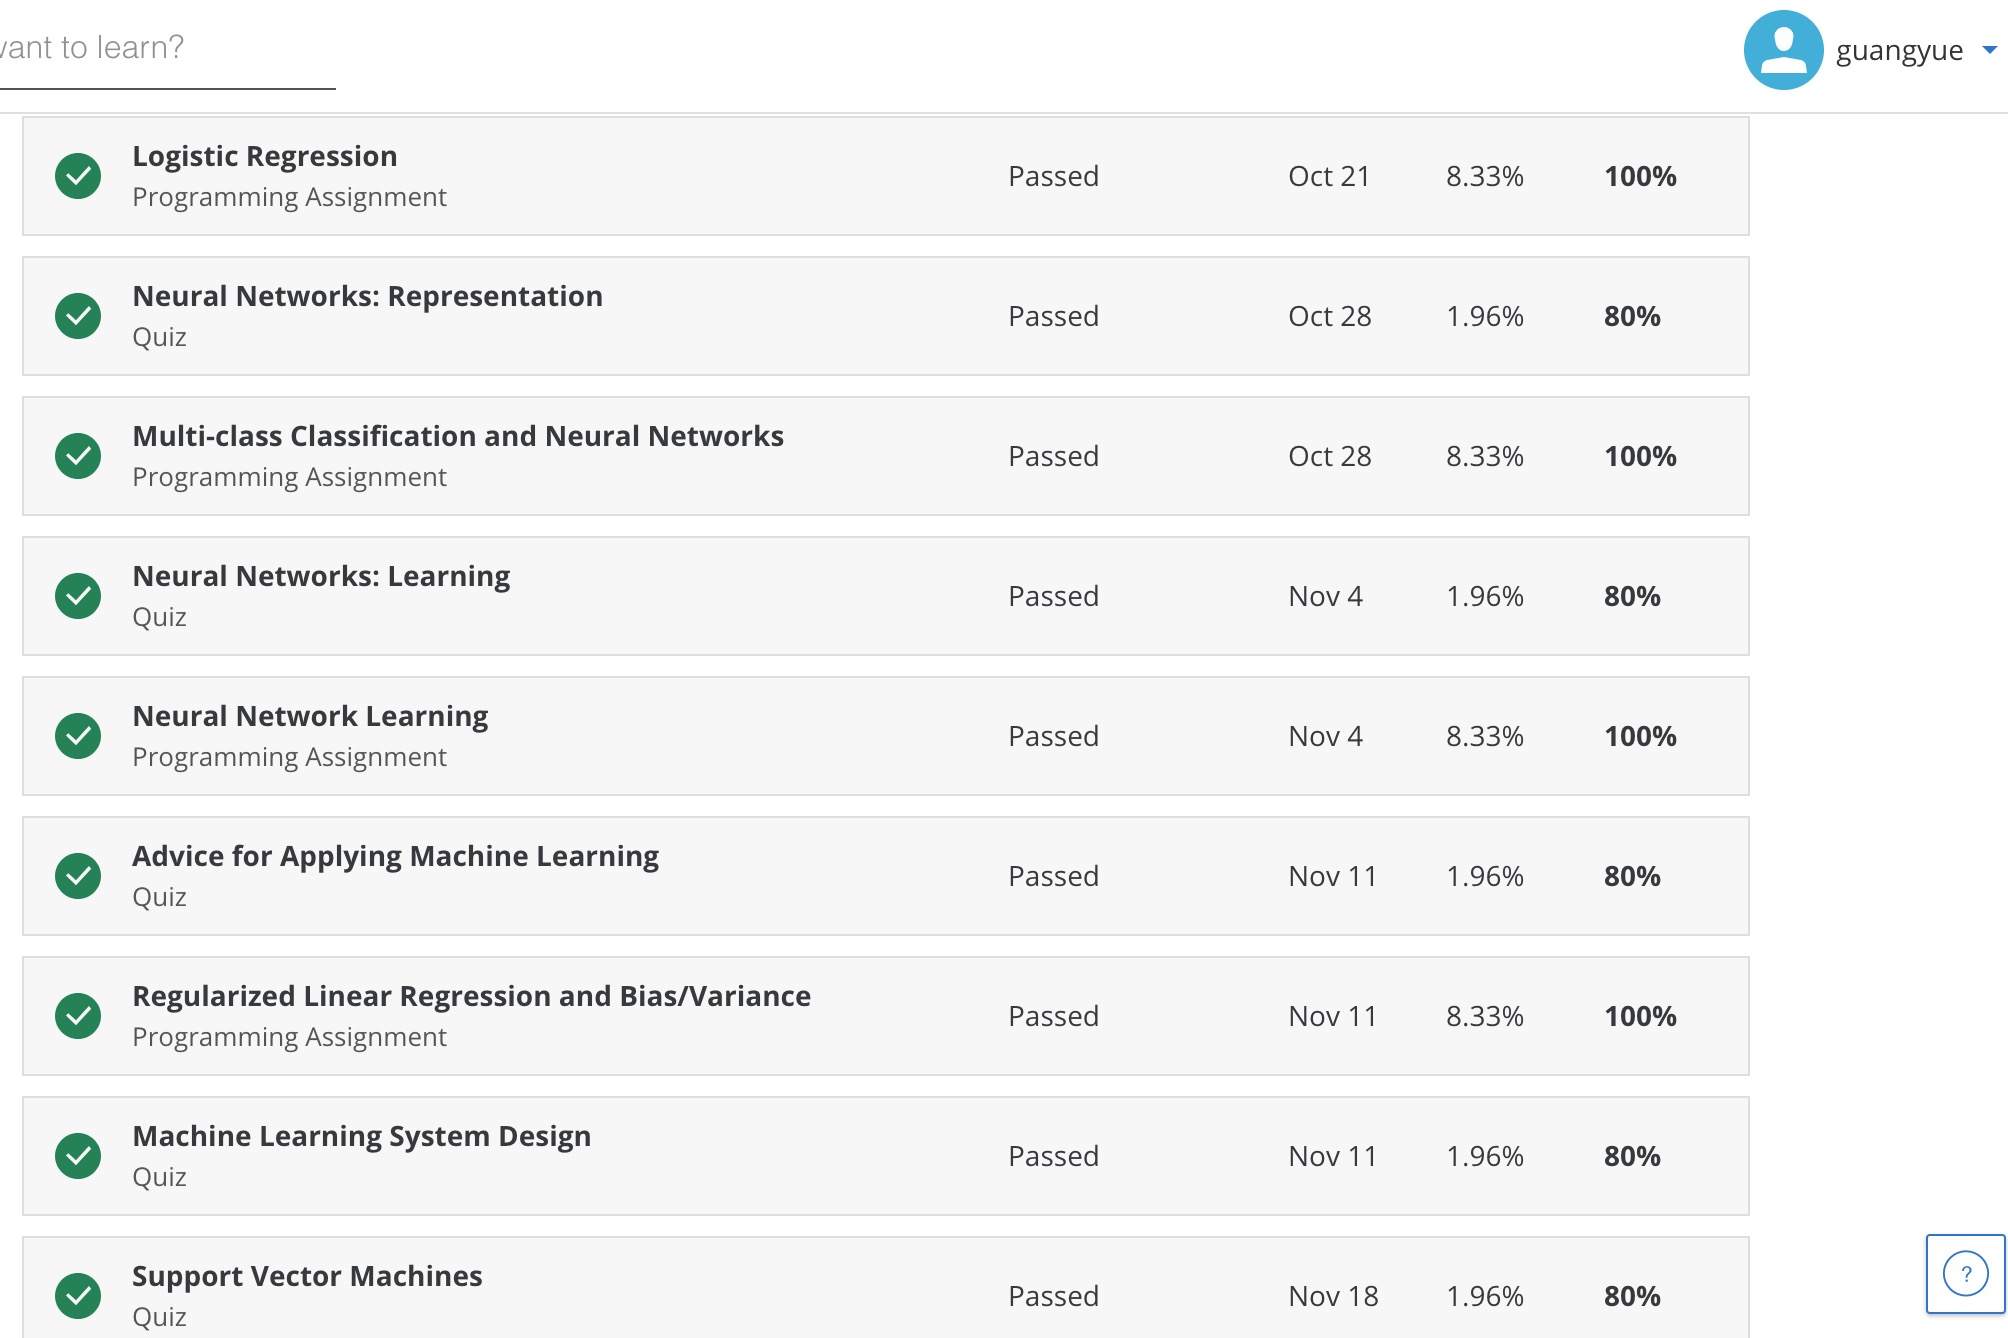 want to learn?
guangyue
Logistic Regression
Programming Assignment
Passed Oct 21 8.33% 100%
Neural Networks: Representation
Quiz
Passed Oct 28 1.96% 80%
Multi-class Classification and Neural Networks
Programming Assignment
Passed Oct 28 8.33% 100%
Neural Networks: Learning
Quiz
Passed Nov 4 1.96% 80%
Neural Network Learning
Programming Assignment
Passed Nov 4 8.33% 100%
Advice for Applying Machine Learning
Quiz
Passed Nov 11 1.96% 80%
Regularized Linear Regression and Bias/Variance
Programming Assignment
Passed Nov 11 8.33% 100%
Machine Learning System Design
Quiz
Passed Nov 11 1.96% 80%
Support Vector Machines
Quiz
Passed Nov 18 1.96% 80%
?